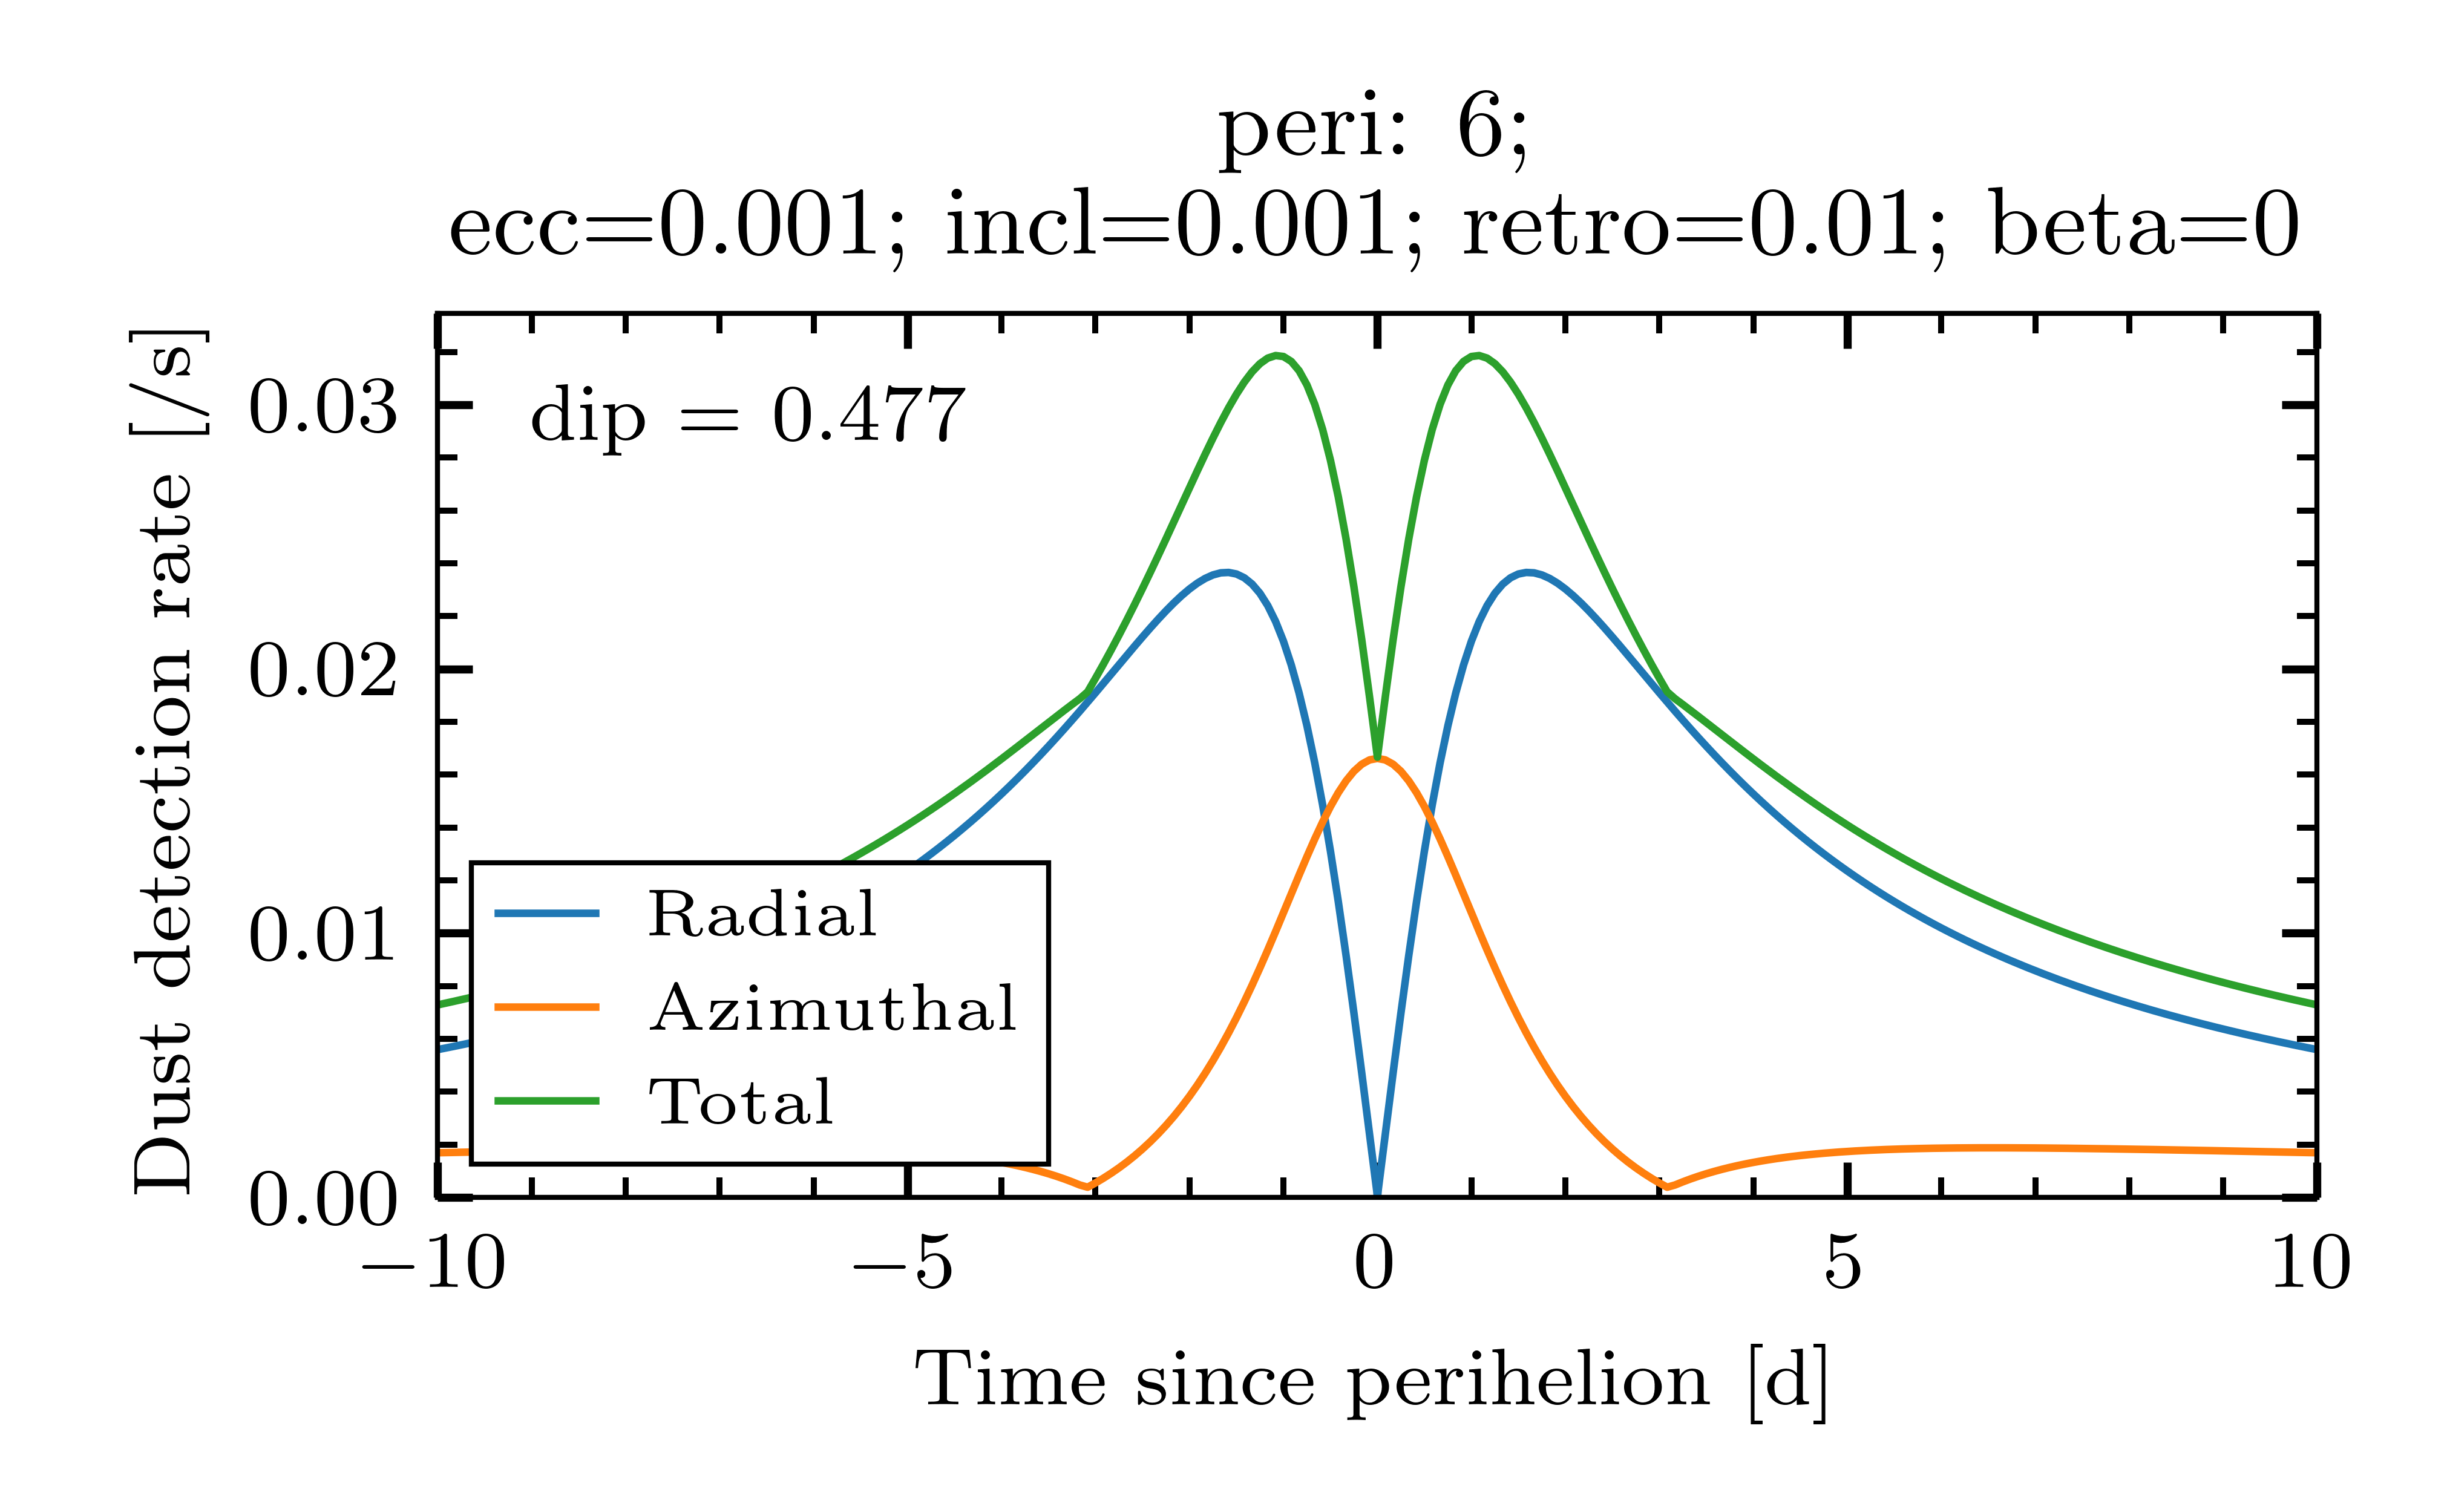 peri: 6;
ecc=0.001; incl=0.001; retro=0.01; beta=0
Dust detection rate [/s]
0.03
0.02
0.01
0.00
dip = 0.477
Radial
Azimuthal
Total
−10
−5
0
5
10
Time since perihelion [d]